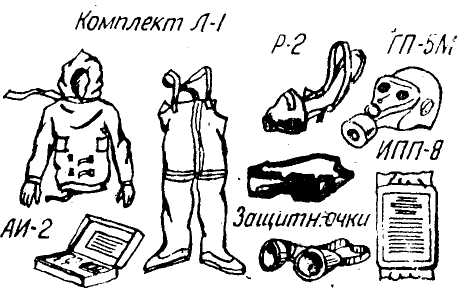 Комплект Л-1
Р-2
ГП-5М
ИПП-8
АИ-2
Защитн. очки